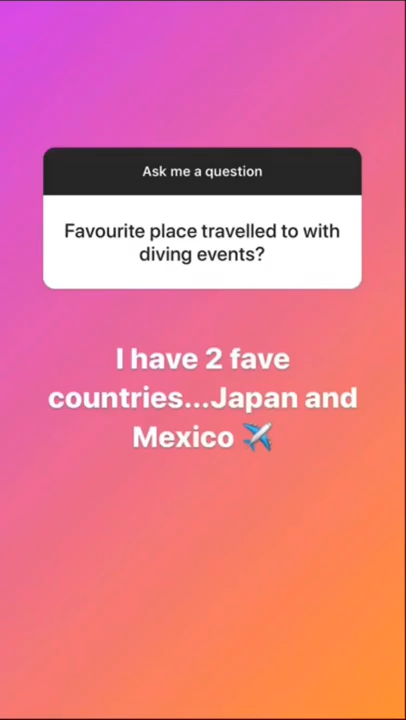 Ask me a question
Favourite place travelled to with
diving events?
I have 2 fave
countries...Japan and
Mexico ✈️